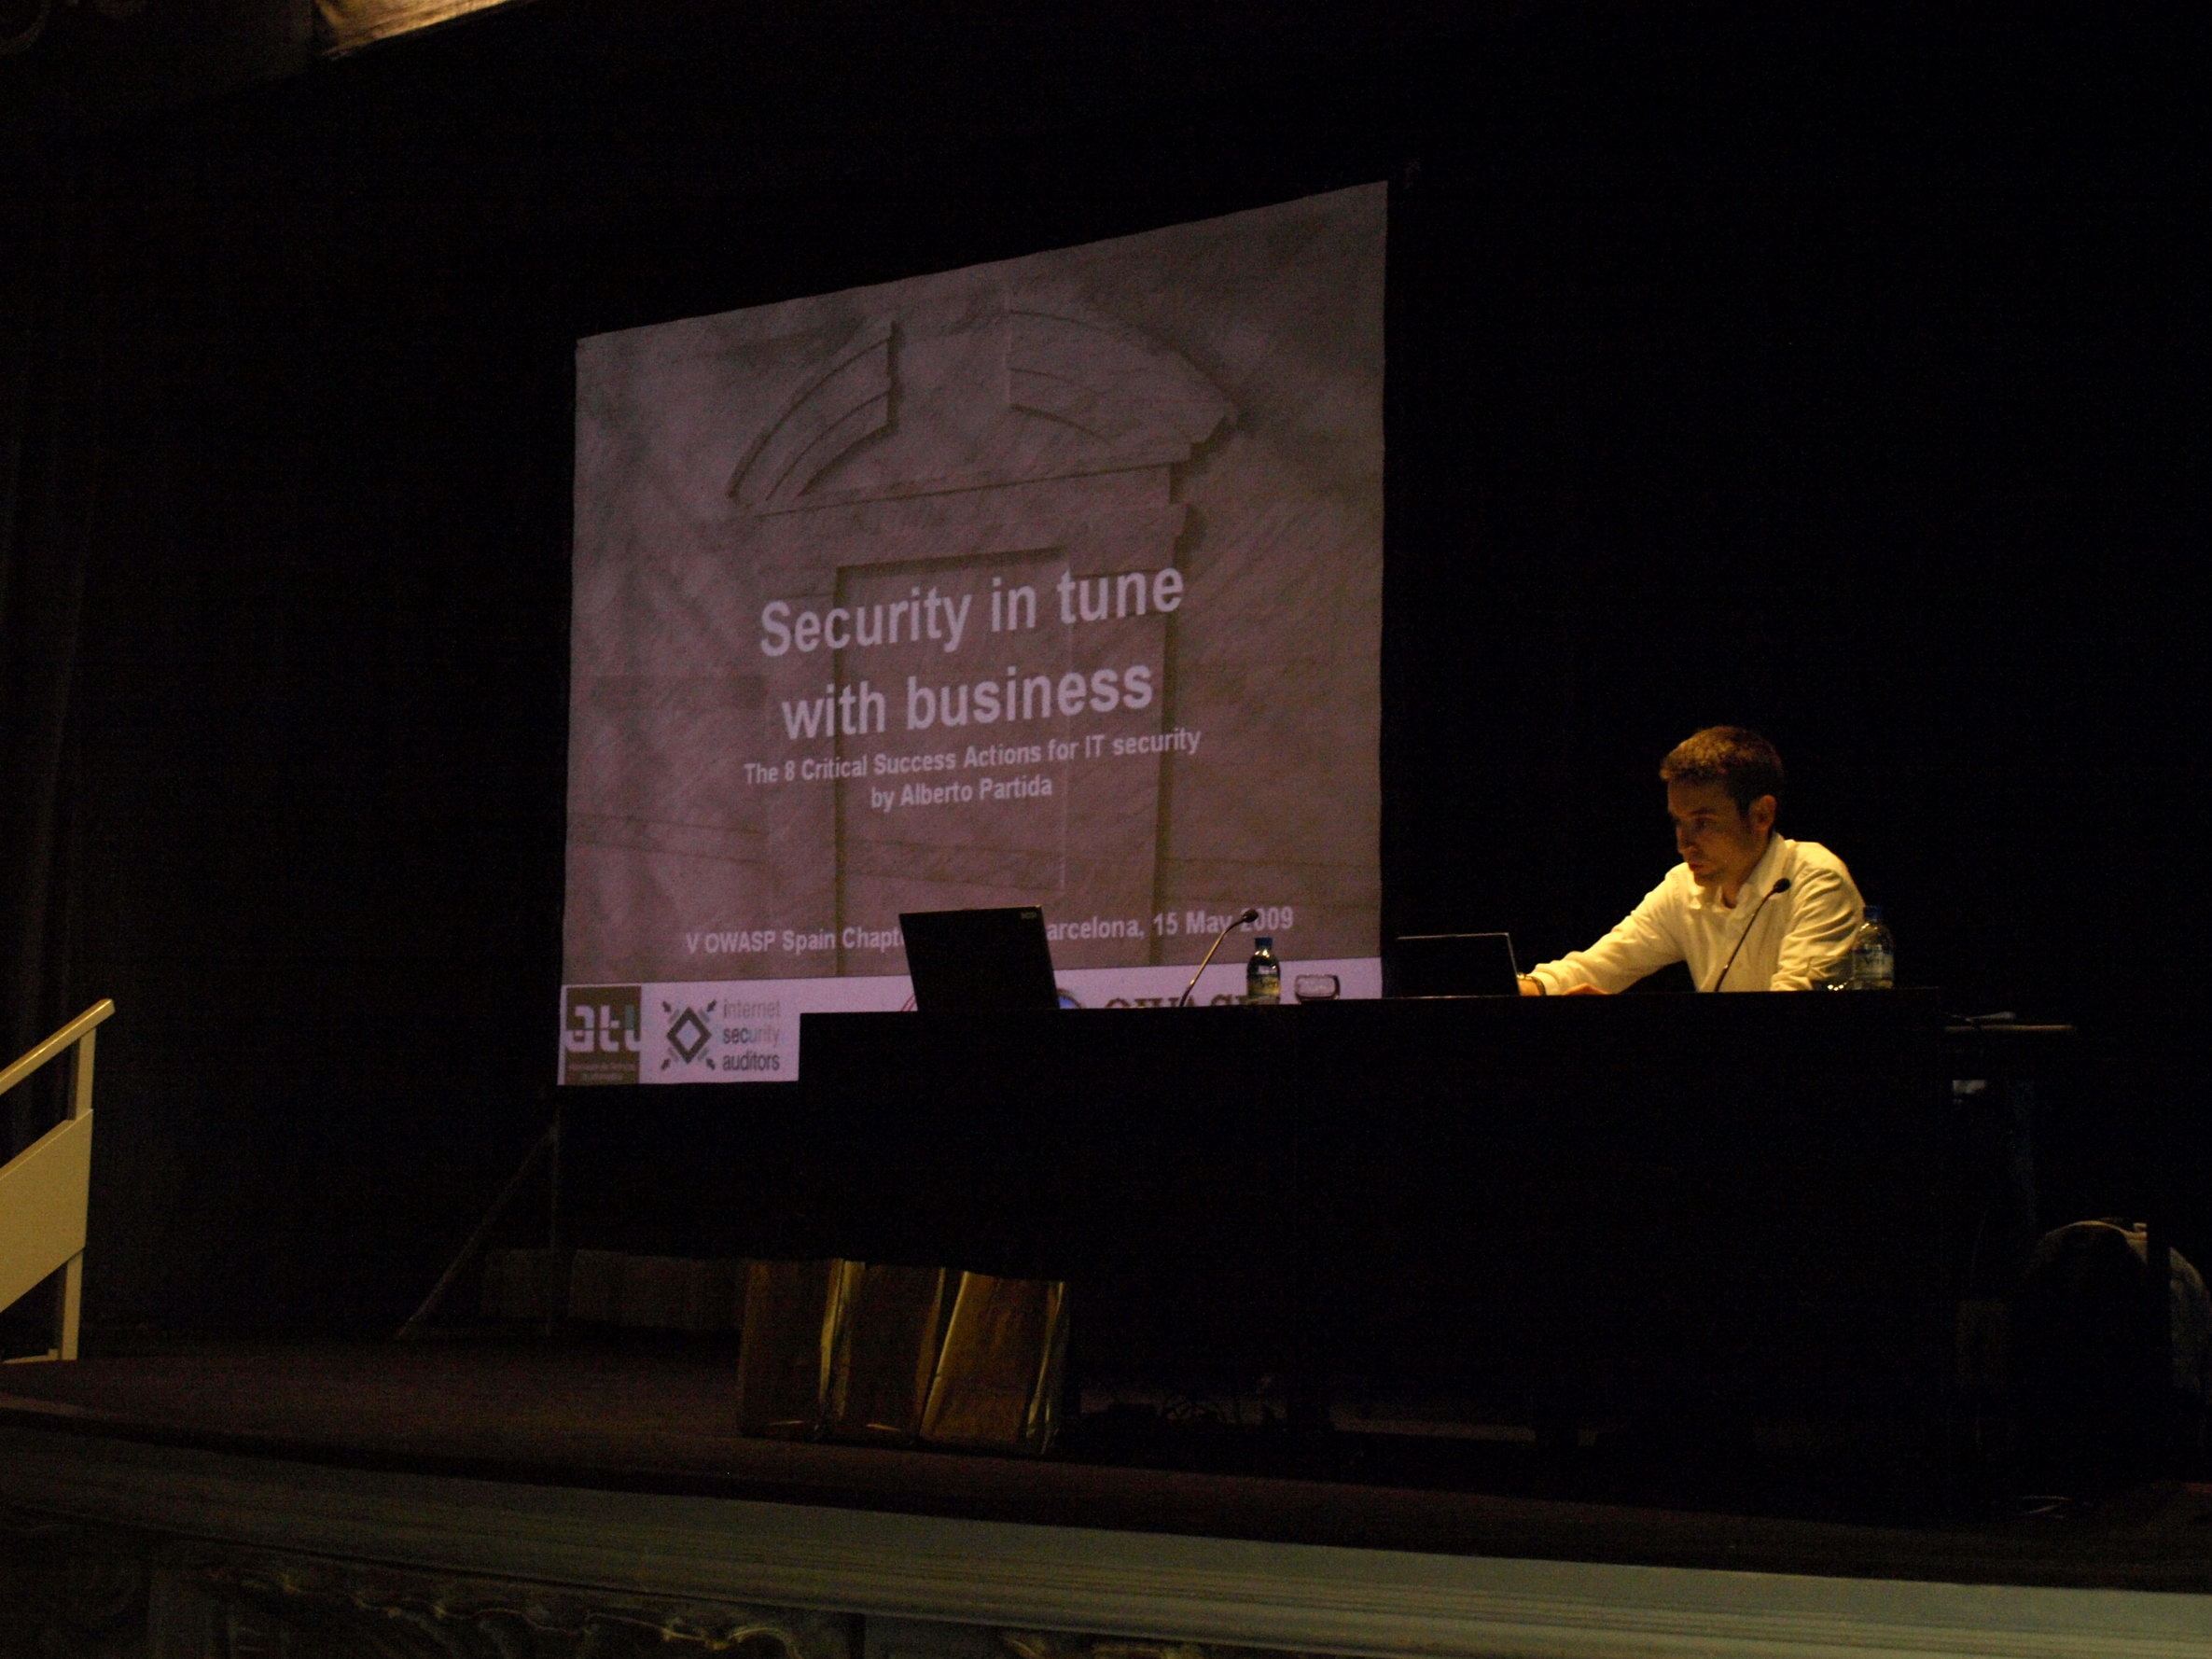 Security in tune
with business
The 8 Critical Success Actions for IT security
by Alberto Partida
V OWASP Spain Chapt arcelona, 15 May 2009
internet
security
auditors